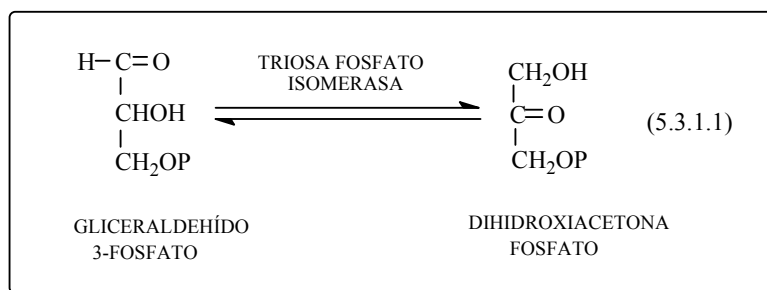 H–C=O
CHOH
CH₂OP
TRIOSA FOSFATO
ISOMERASA
CH₂OH
C=O
CH₂OP
(5.3.1.1)
GLICERALDEHÍDO
3-FOSFATO
DIHIDROXIACETONA
FOSFATO